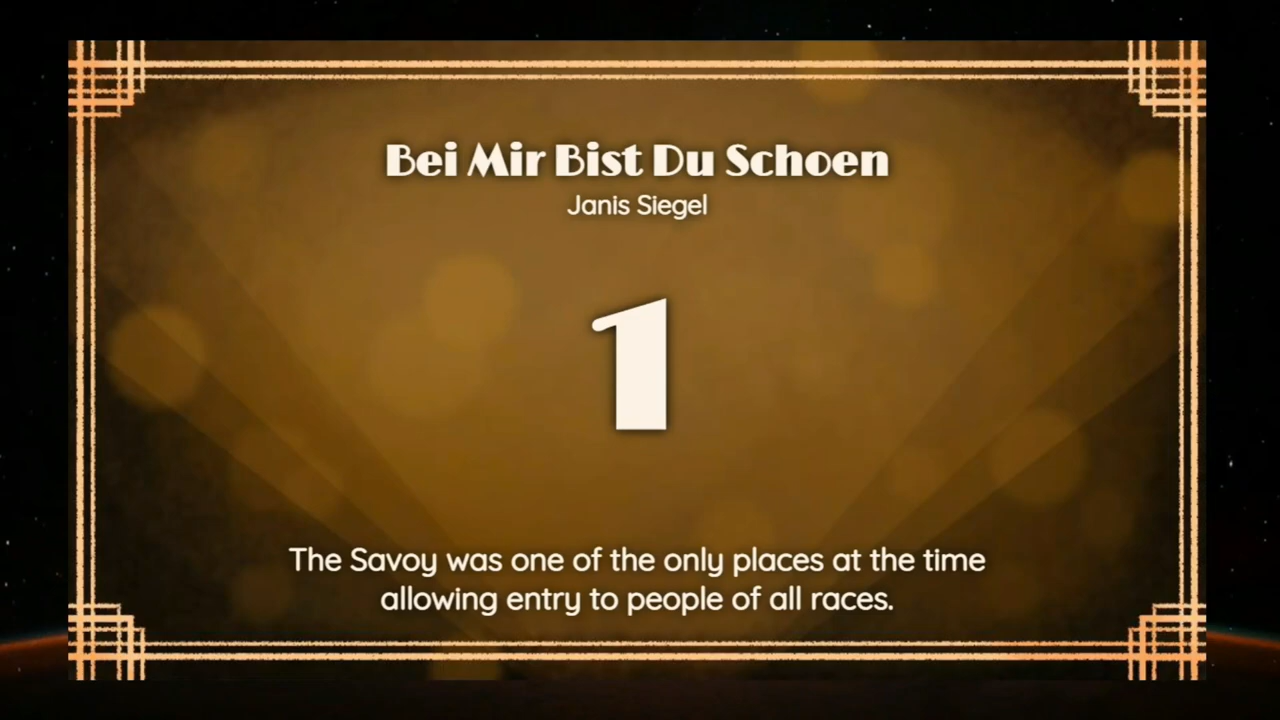 Bei Mir Bist Du Schoen
Janis Siegel
1
The Savoy was one of the only places at the time
allowing entry to people of all races.